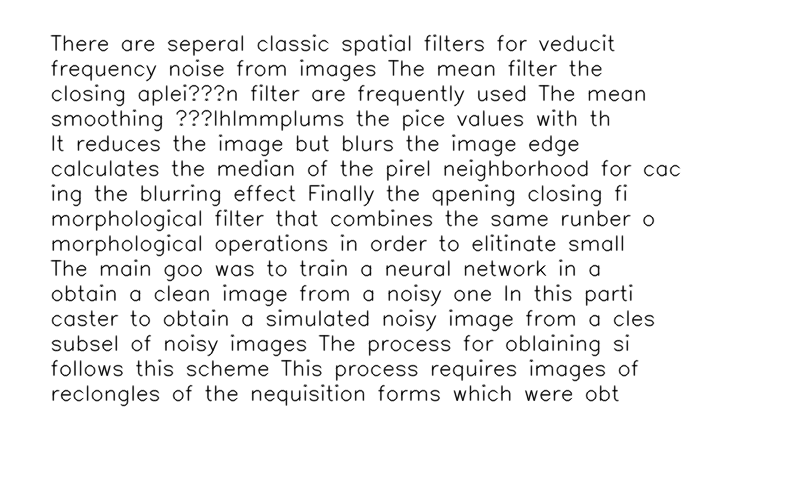 There are seperal classic spatial filters for veducit
frequency noise from images The mean filter the
closing aplei???n filter are frequently used The mean
smoothing ???lhlmmplums the pice values with th
It reduces the image but blurs the image edge
calculates the median of the pirel neighborhood for cac
ing the blurring effect Finally the qpening closing fi
morphological filter that combines the same runber o
morphological operations in order to elitinate small
The main goo was to train a neural network in a
obtain a clean image from a noisy one In this parti
caster to obtain a simulated noisy image from a cles
subsel of noisy images The process for oblaining si
follows this scheme This process requires images of
reclongles of the nequisition forms which were obt